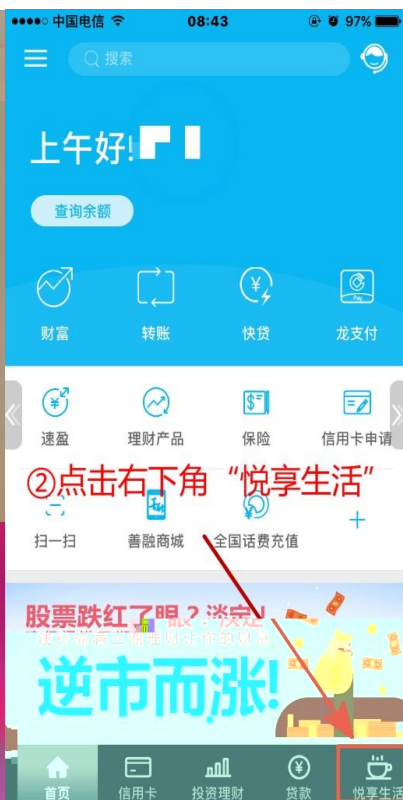 中国电信 08:43 97%
搜索
上午好!
查询余额
财富 转账 快贷 龙支付
速盈 理财产品 保险 信用卡申请
②点击右下角“悦享生活”
扫一扫 善融商城 全国话费充值
股票跌红了眼？淡定！
逆市而涨!
首页 信用卡 投资理财 贷款 悦享生活